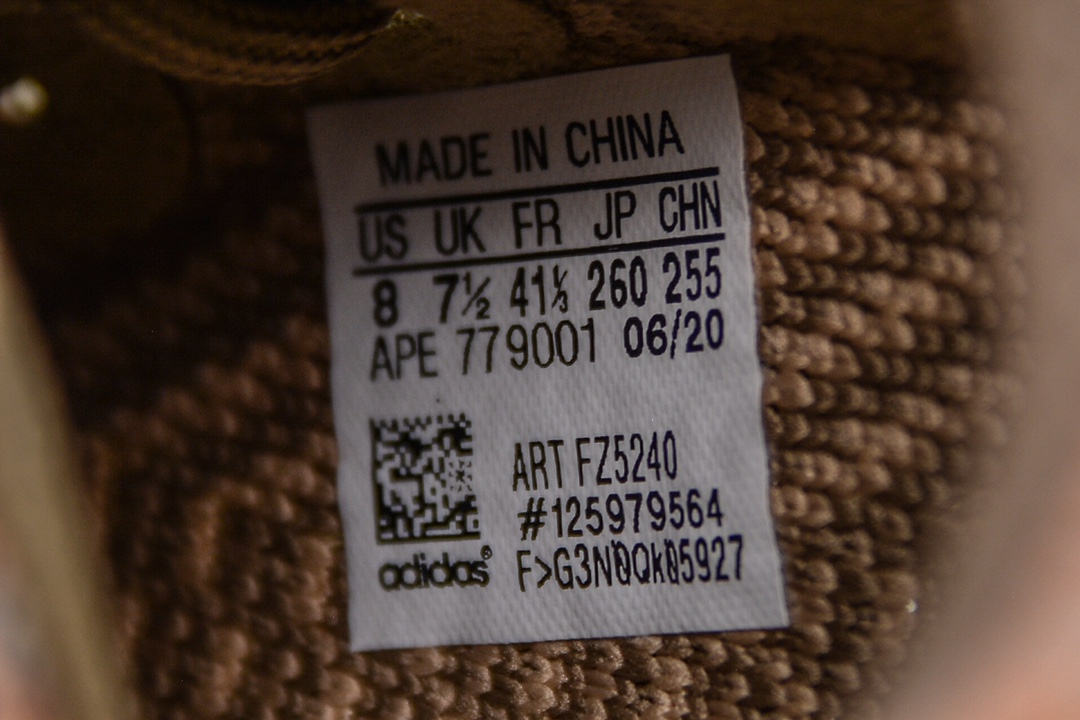 MADE IN CHINA
US UK FR JP CHN
8 7½ 41⅓ 260 255
APE 779001 06/20
ART FZ5240
#125979564
adidas®
F>G3N0Qk05927